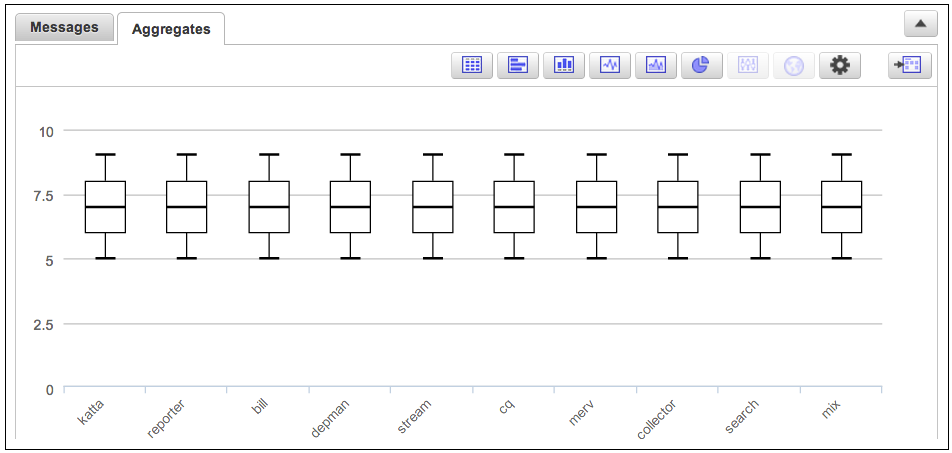 Messages
Aggregates
10
7.5
5
2.5
0
katta
reporter
bill
depman
stream
cq
merv
collector
search
mix